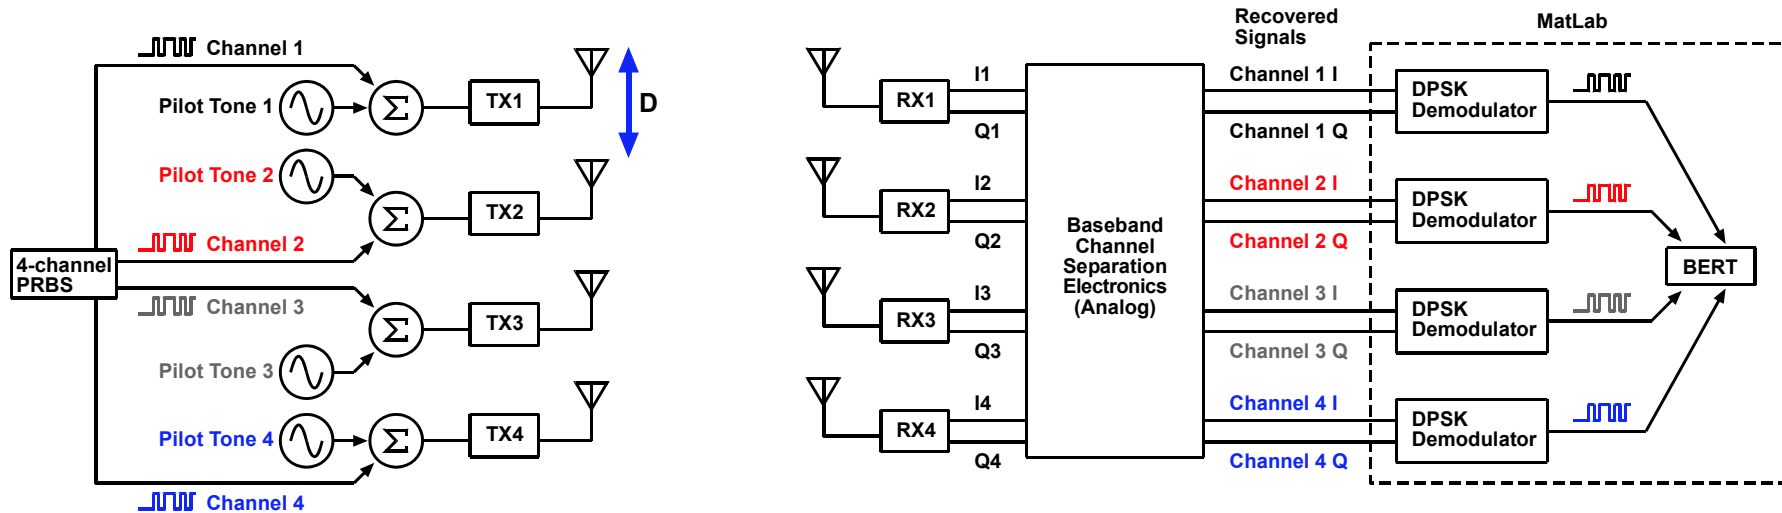 Channel 1
Pilot Tone 1
Σ
TX1
D
Pilot Tone 2
Σ
TX2
Channel 2
4-channel
PRBS
Channel 3
Σ
TX3
Pilot Tone 3
Pilot Tone 4
Σ
TX4
Channel 4
RX1
I1
Q1
RX2
I2
Q2
RX3
I3
Q3
RX4
I4
Q4
Baseband
Channel
Separation
Electronics
(Analog)
Recovered
Signals
Channel 1 I
Channel 1 Q
Channel 2 I
Channel 2 Q
Channel 3 I
Channel 3 Q
Channel 4 I
Channel 4 Q
MatLab
DPSK
Demodulator
DPSK
Demodulator
DPSK
Demodulator
DPSK
Demodulator
BERT